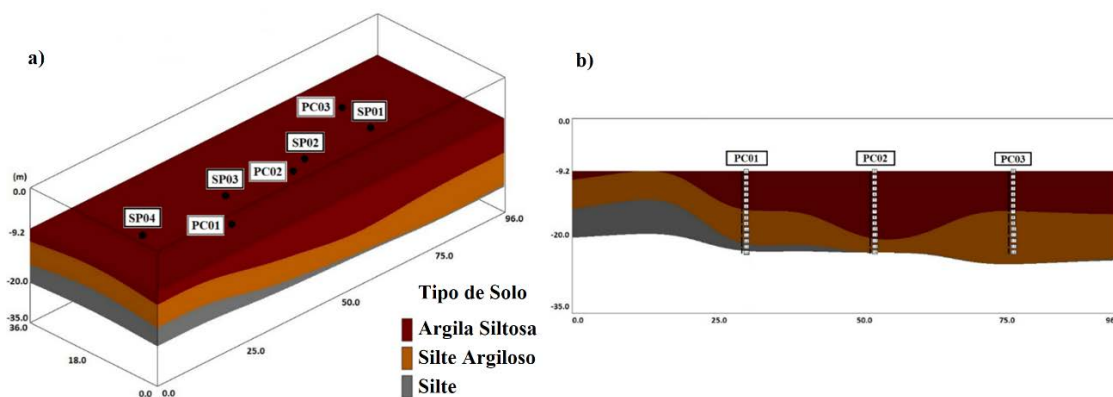 a)
PC03
SP01
SP02
PC02
SP03
SP04
PC01
(m)
0.0
-9.2
-20.0
-35.0
36.0
18.0
0.0
0.0
25.0
50.0
75.0
96.0
Tipo de Solo
Argila Siltosa
Silte Argiloso
Silte
b)
0.0
-9.2
-20.0
-35.0
PC01
PC02
PC03
0.0
25.0
50.0
75.0